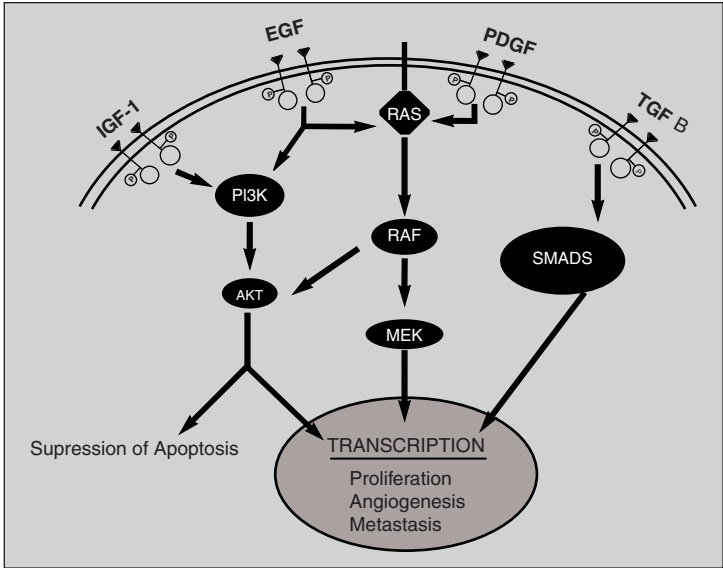 EGF
PDGF
IGF-1
TGF B
P
P
P
P
P
P
P
P
RAS
PI3K
RAF
SMADS
AKT
MEK
Supression of Apoptosis
TRANSCRIPTION
Proliferation
Angiogenesis
Metastasis